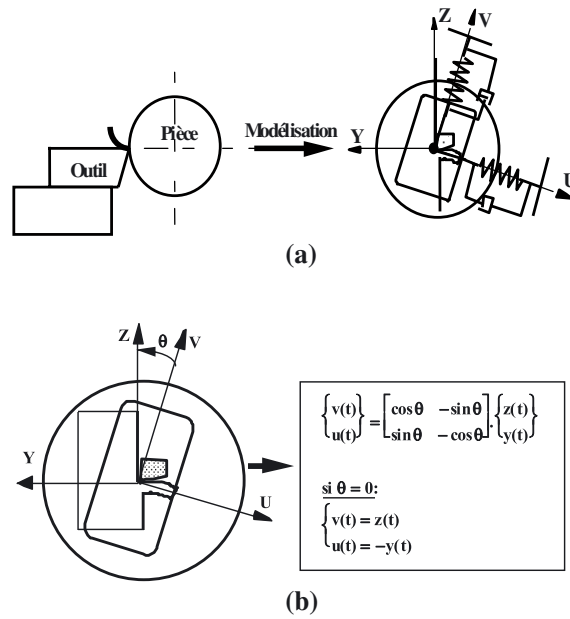 Z
V
Pièce
Modélisation
Y
Outil
U
(a)
Z
θ
V
Y
U
{v(t) u(t)} = [cosθ −sinθ sinθ −cosθ] . {z(t) y(t)}
si θ = 0:
{v(t) = z(t)
u(t) = −y(t)
(b)